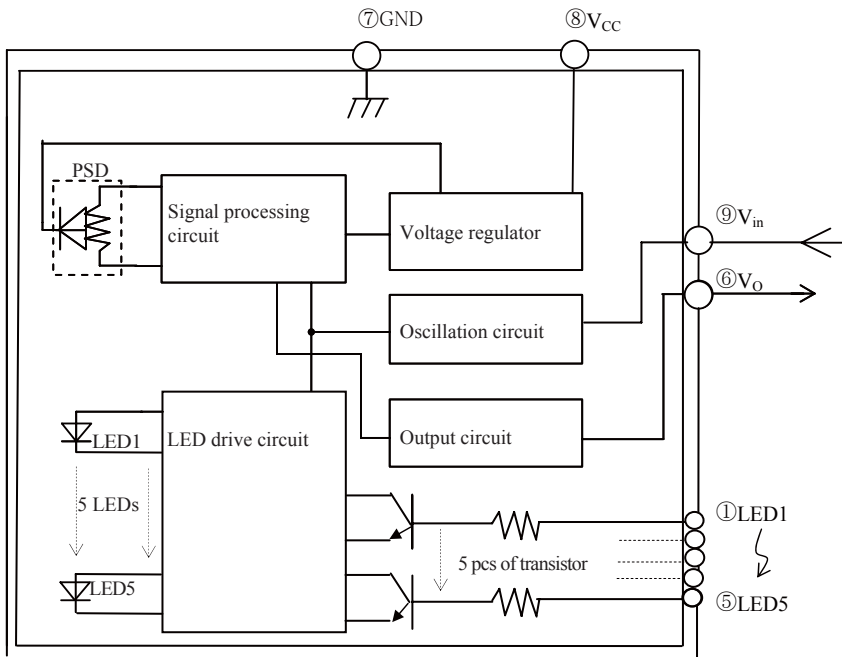 ⑦GND
⑧VCC
PSD
Signal processing
circuit
Voltage regulator
⑨Vin
⑥VO
Oscillation circuit
Output circuit
LED1
LED drive circuit
5 LEDs
LED5
①LED1
5 pcs of transistor
⑤LED5